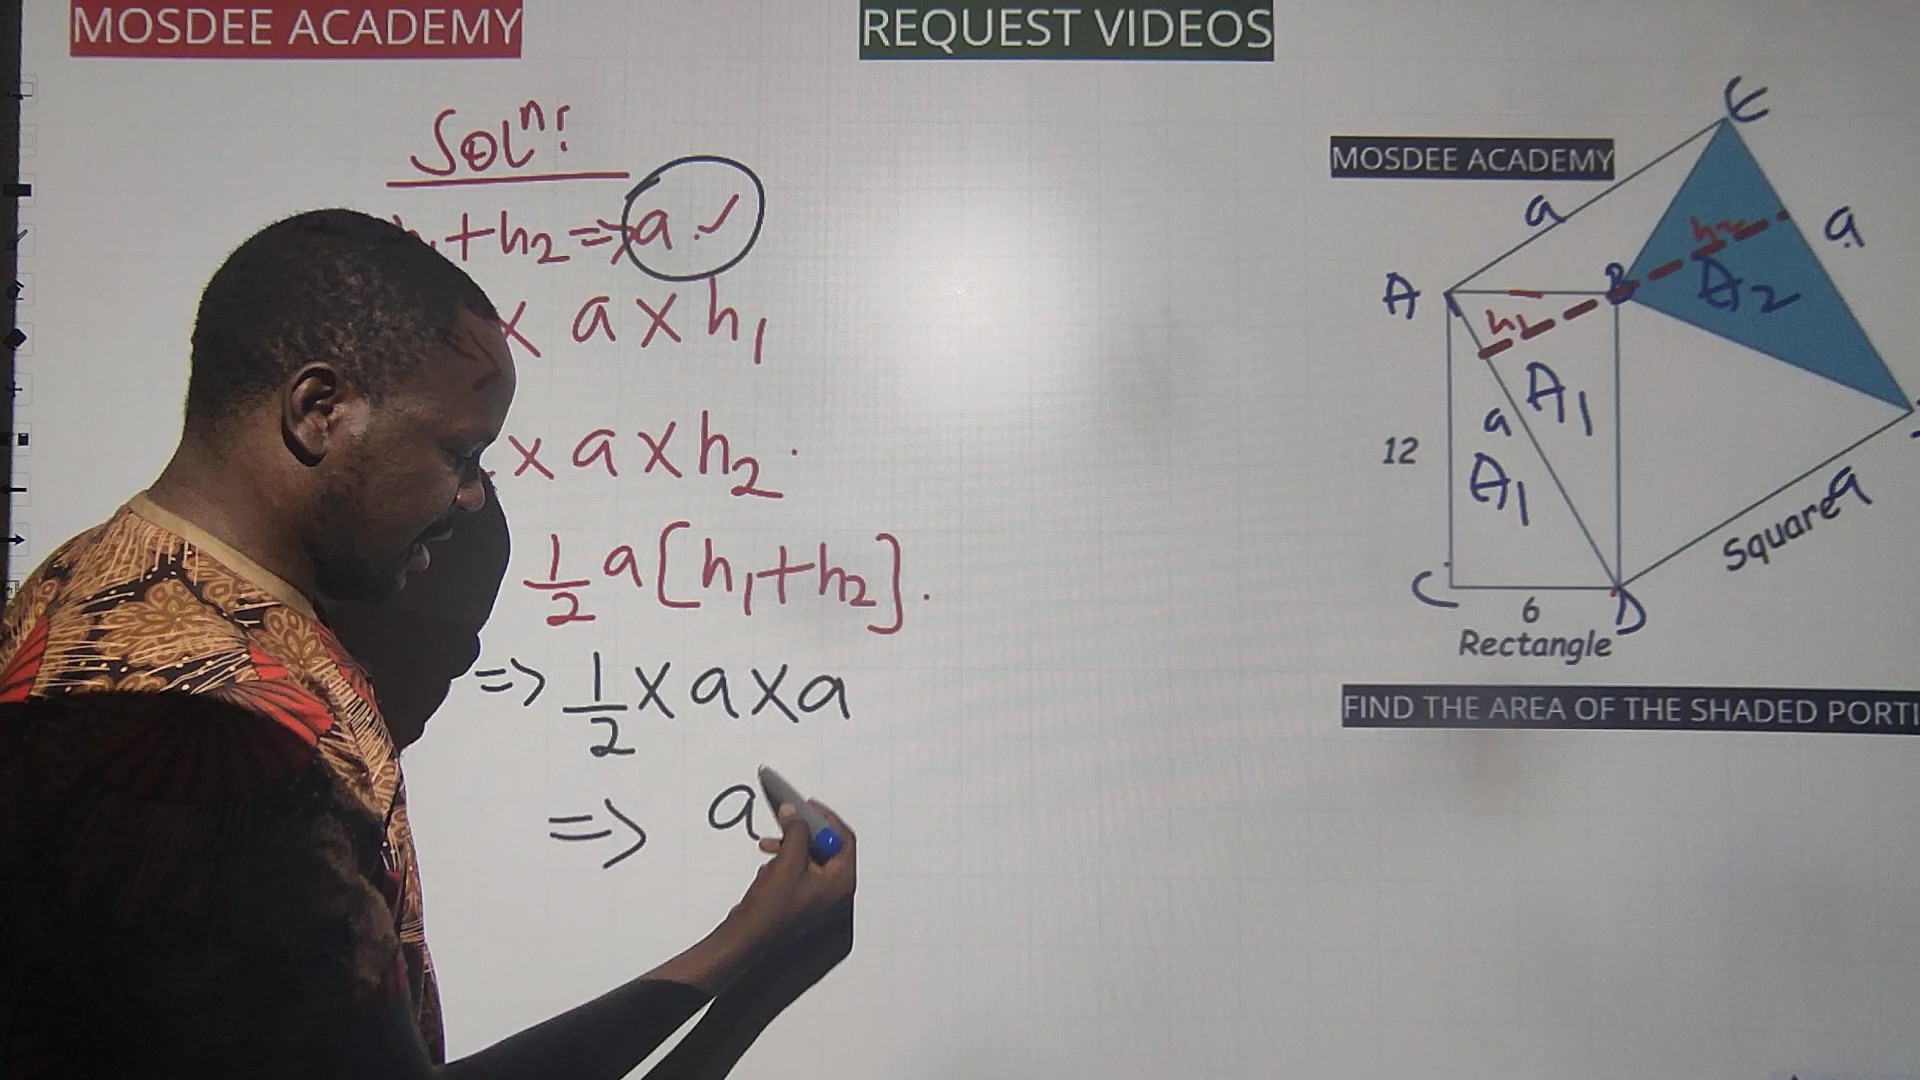 MOSDEE ACADEMY
REQUEST VIDEOS
Solⁿ:
+h₂ => a ✓
x a x h₁
x a x h₂ .
1/2 a [h₁+h₂] .
=> 1/2 x a x a
=> a
MOSDEE ACADEMY
E
a
a
h₂
A
B
A₂
h₁
A₁
a
12
A₁
a
Square
C
D
6
Rectangle
FIND THE AREA OF THE SHADED PORTI